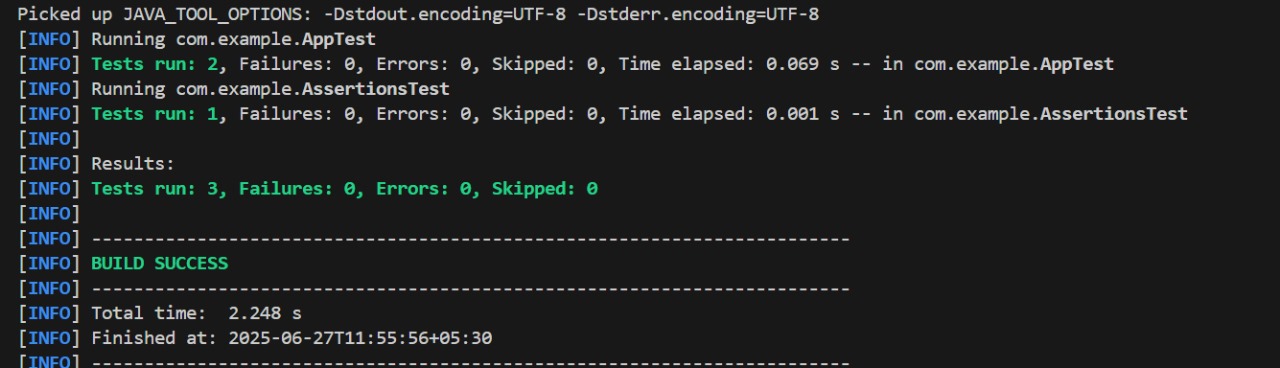 Picked up JAVA_TOOL_OPTIONS: -Dstdout.encoding=UTF-8 -Dstderr.encoding=UTF-8
[INFO] Running com.example.AppTest
[INFO] Tests run: 2, Failures: 0, Errors: 0, Skipped: 0, Time elapsed: 0.069 s -- in com.example.AppTest
[INFO] Running com.example.AssertionsTest
[INFO] Tests run: 1, Failures: 0, Errors: 0, Skipped: 0, Time elapsed: 0.001 s -- in com.example.AssertionsTest
[INFO]
[INFO] Results:
[INFO] Tests run: 3, Failures: 0, Errors: 0, Skipped: 0
[INFO]
[INFO] ------------------------------------------------------------------------
[INFO] BUILD SUCCESS
[INFO] ------------------------------------------------------------------------
[INFO] Total time:  2.248 s
[INFO] Finished at: 2025-06-27T11:55:56+05:30
[INFO] ------------------------------------------------------------------------